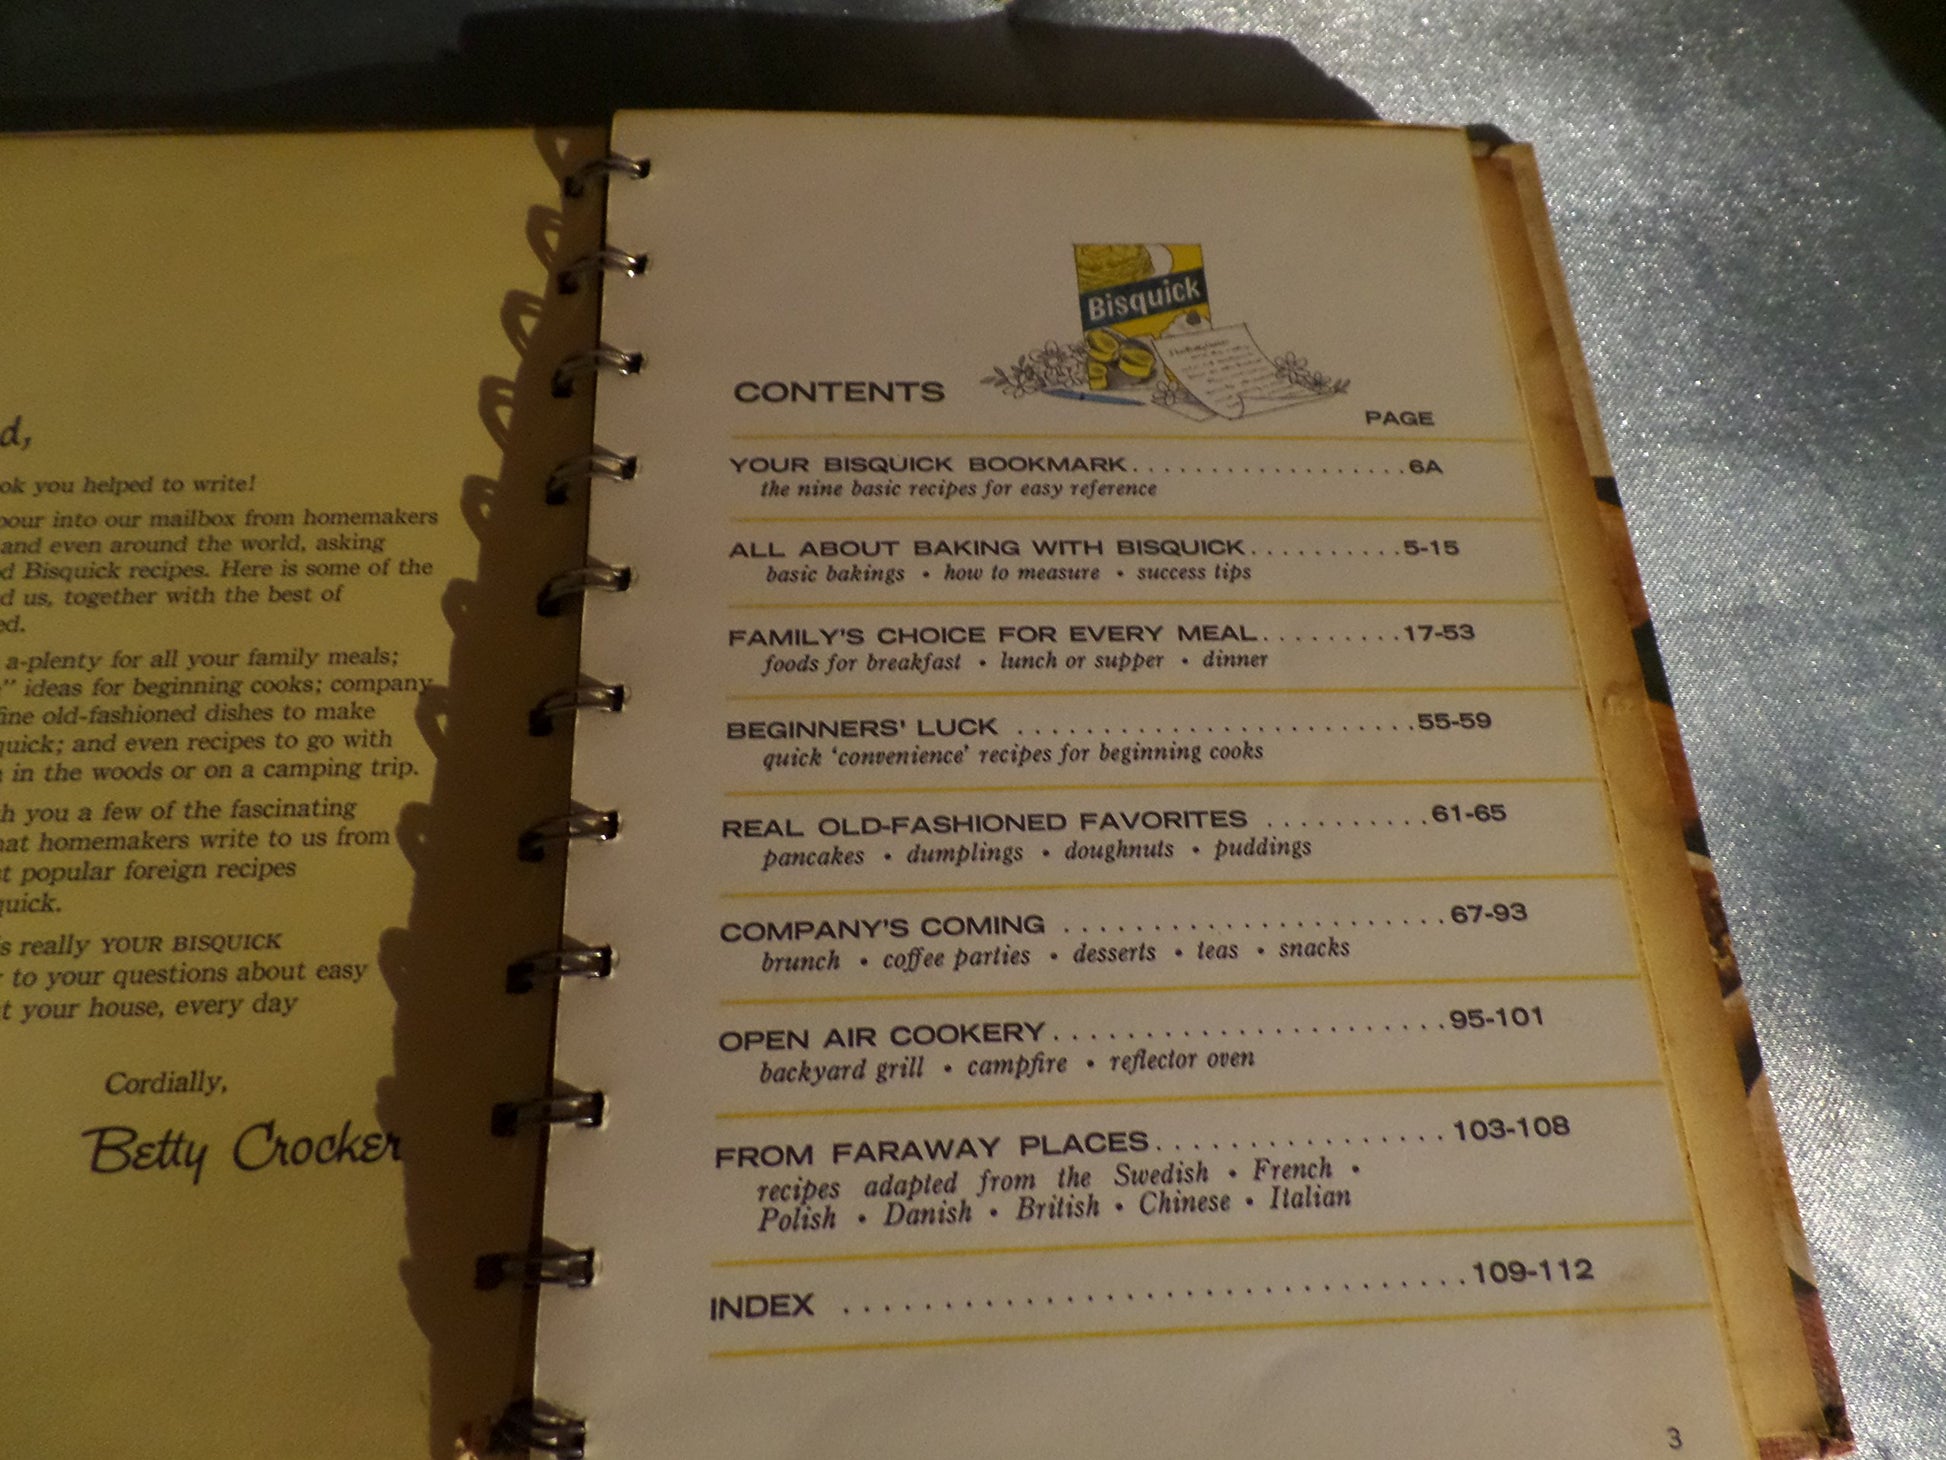 d,
ok you helped to write!
pour into our mailbox from homemakers
and even around the world, asking
d Bisquick recipes. Here is some of the
d us, together with the best of
ed.
a-plenty for all your family meals;
" ideas for beginning cooks; company
fine old-fashioned dishes to make
quick; and even recipes to go with
in the woods or on a camping trip.
h you a few of the fascinating
hat homemakers write to us from
t popular foreign recipes
quick.
is really YOUR BISQUICK
to your questions about easy
t your house, every day
Cordially,
Betty Crocker
Bisquick
CONTENTS
PAGE
YOUR BISQUICK BOOKMARK..................6A
the nine basic recipes for easy reference
ALL ABOUT BAKING WITH BISQUICK..........5-15
basic bakings • how to measure • success tips
FAMILY'S CHOICE FOR EVERY MEAL.........17-53
foods for breakfast • lunch or supper • dinner
BEGINNERS' LUCK ..........................55-59
quick 'convenience' recipes for beginning cooks
REAL OLD-FASHIONED FAVORITES ..........61-65
pancakes • dumplings • doughnuts • puddings
COMPANY'S COMING ........................67-93
brunch • coffee parties • desserts • teas • snacks
OPEN AIR COOKERY........................95-101
backyard grill • campfire • reflector oven
FROM FARAWAY PLACES.................103-108
recipes adapted from the Swedish • French •
Polish • Danish • British • Chinese • Italian
INDEX ...............................109-112
3